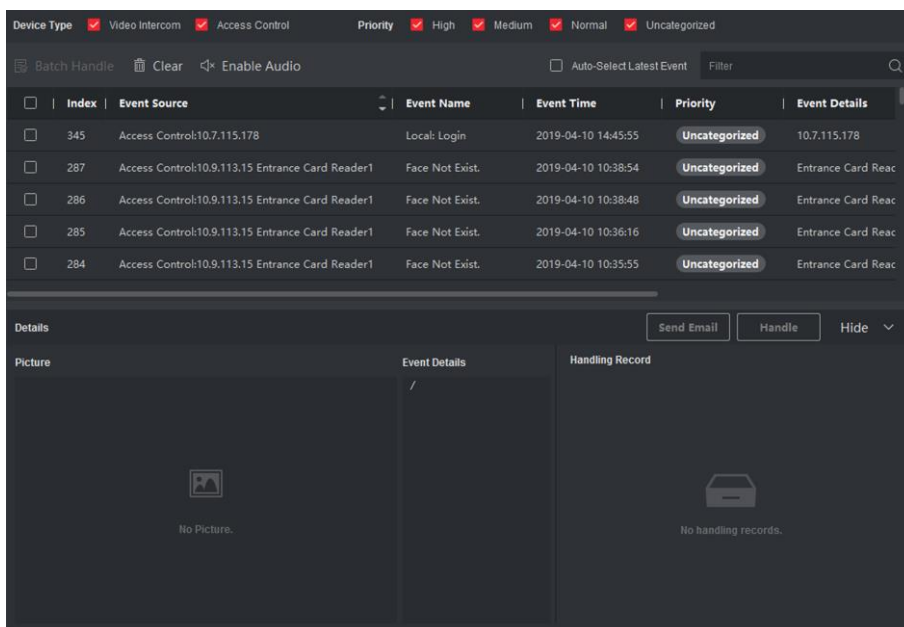 Device Type Video Intercom Access Control Priority High Medium Normal Uncategorized
Batch Handle Clear Enable Audio Auto-Select Latest Event Filter
Index Event Source Event Name Event Time Priority Event Details
345 Access Control:10.7.115.178 Local: Login 2019-04-10 14:45:55 Uncategorized 10.7.115.178
287 Access Control:10.9.113.15 Entrance Card Reader1 Face Not Exist. 2019-04-10 10:38:54 Uncategorized Entrance Card Reac
286 Access Control:10.9.113.15 Entrance Card Reader1 Face Not Exist. 2019-04-10 10:38:48 Uncategorized Entrance Card Reac
285 Access Control:10.9.113.15 Entrance Card Reader1 Face Not Exist. 2019-04-10 10:36:16 Uncategorized Entrance Card Reac
284 Access Control:10.9.113.15 Entrance Card Reader1 Face Not Exist. 2019-04-10 10:35:55 Uncategorized Entrance Card Reac
Details Send Email Handle Hide
Picture Event Details Handling Record
/
No Picture. No handling records.